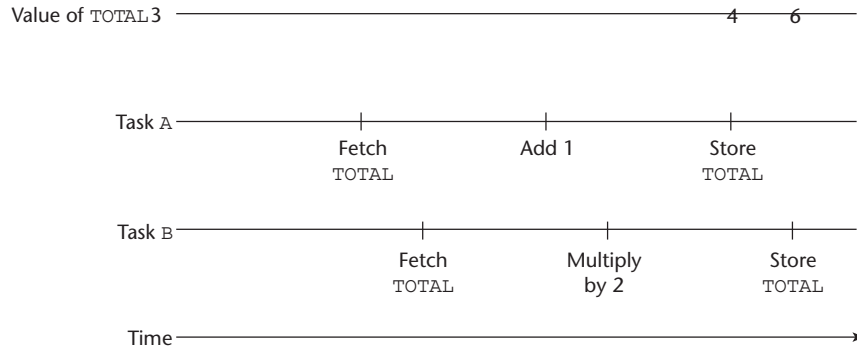 Value of TOTAL 3 4 6
Task A
Fetch TOTAL
Add 1
Store TOTAL
Task B
Fetch TOTAL
Multiply by 2
Store TOTAL
Time